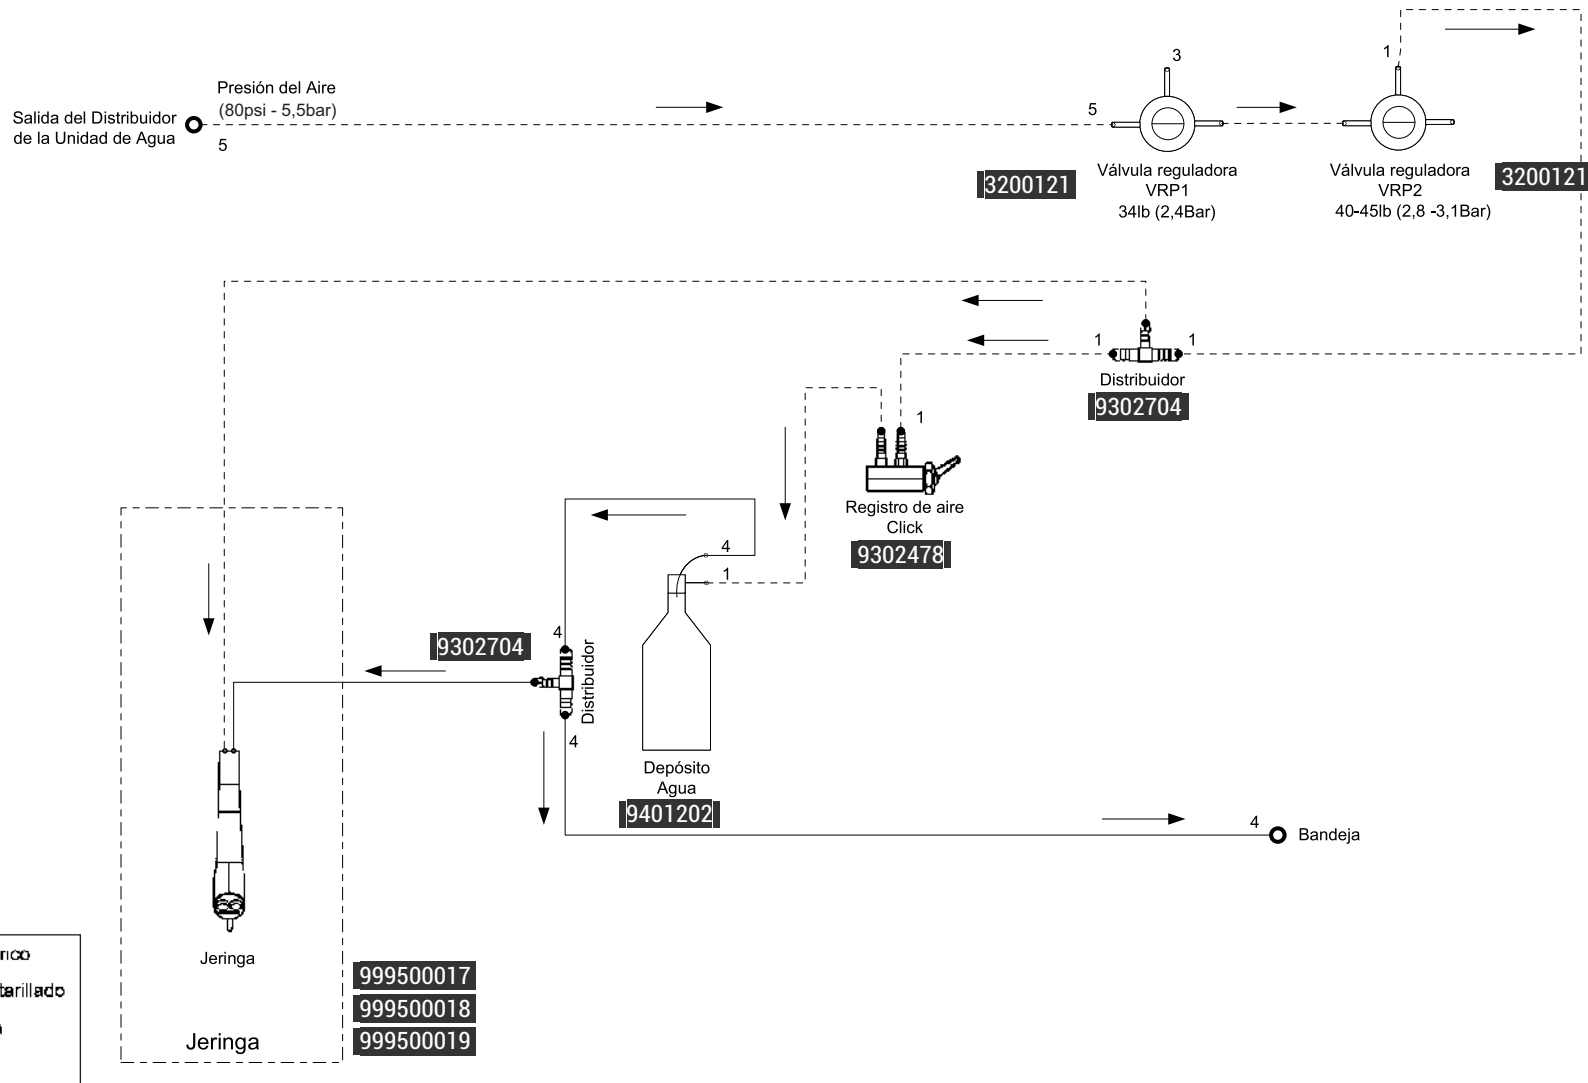 3
1
Presión del Aire
(80psi - 5,5bar)
Salida del Distribuidor
de la Unidad de Agua
5
5
Válvula reguladora
VRP1
34lb (2,4Bar)
3200121
Válvula reguladora
VRP2
40-45lb (2,8 -3,1Bar)
3200121
1
1
Distribuidor
9302704
1
Registro de aire
Click
9302478
4
1
9302704
4
Distribuidor
4
Depósito
Agua
9401202
4
Bandeja
Jeringa
Jeringa
999500017
999500018
999500019